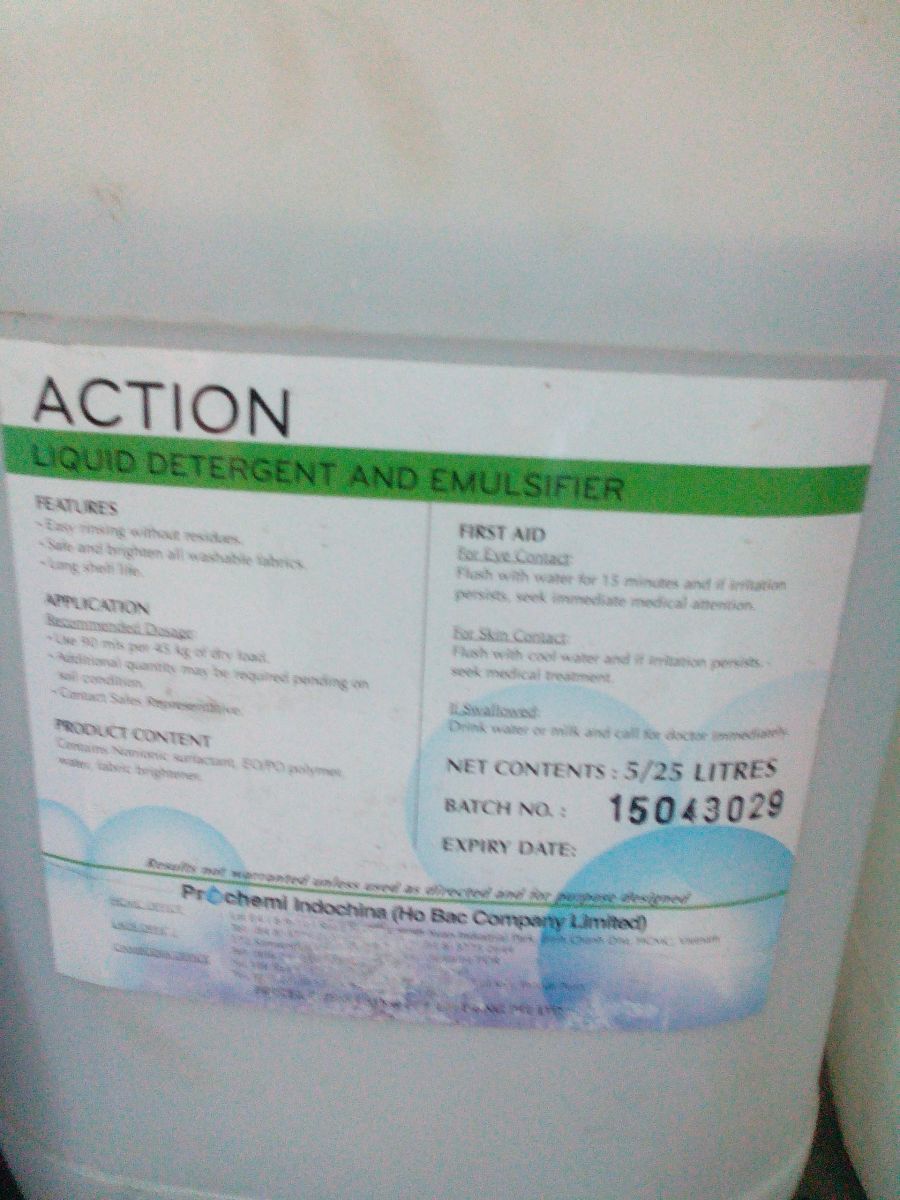 ACTION
LIQUID DETERGENT AND EMULSIFIER
FEATURES
- Easy rinsing without residues.
- Safe and brighten all washable fabrics.
- Long shelf life.
APPLICATION
Recommended Dosage:
- Use 90 mls per 45 kg of dry load.
- Additional quantity may be required pending on
soil condition.
- Contact Sales Representative.
PRODUCT CONTENT
Contains Nonionic surfactant, EO/PO polymer,
water, fabric brightener.
FIRST AID
For Eye Contact:
Flush with water for 15 minutes and if irritation
persists, seek immediate medical attention.
For Skin Contact:
Flush with cool water and if irritation persists,
seek medical treatment.
If Swallowed:
Drink water or milk and call for doctor immediately.
NET CONTENTS : 5/25 LITRES
BATCH NO. : 15043029
EXPIRY DATE:
Results not warranted unless used as directed and for purpose designed
Prochemi Indochina (Ho Bac Company Limited)